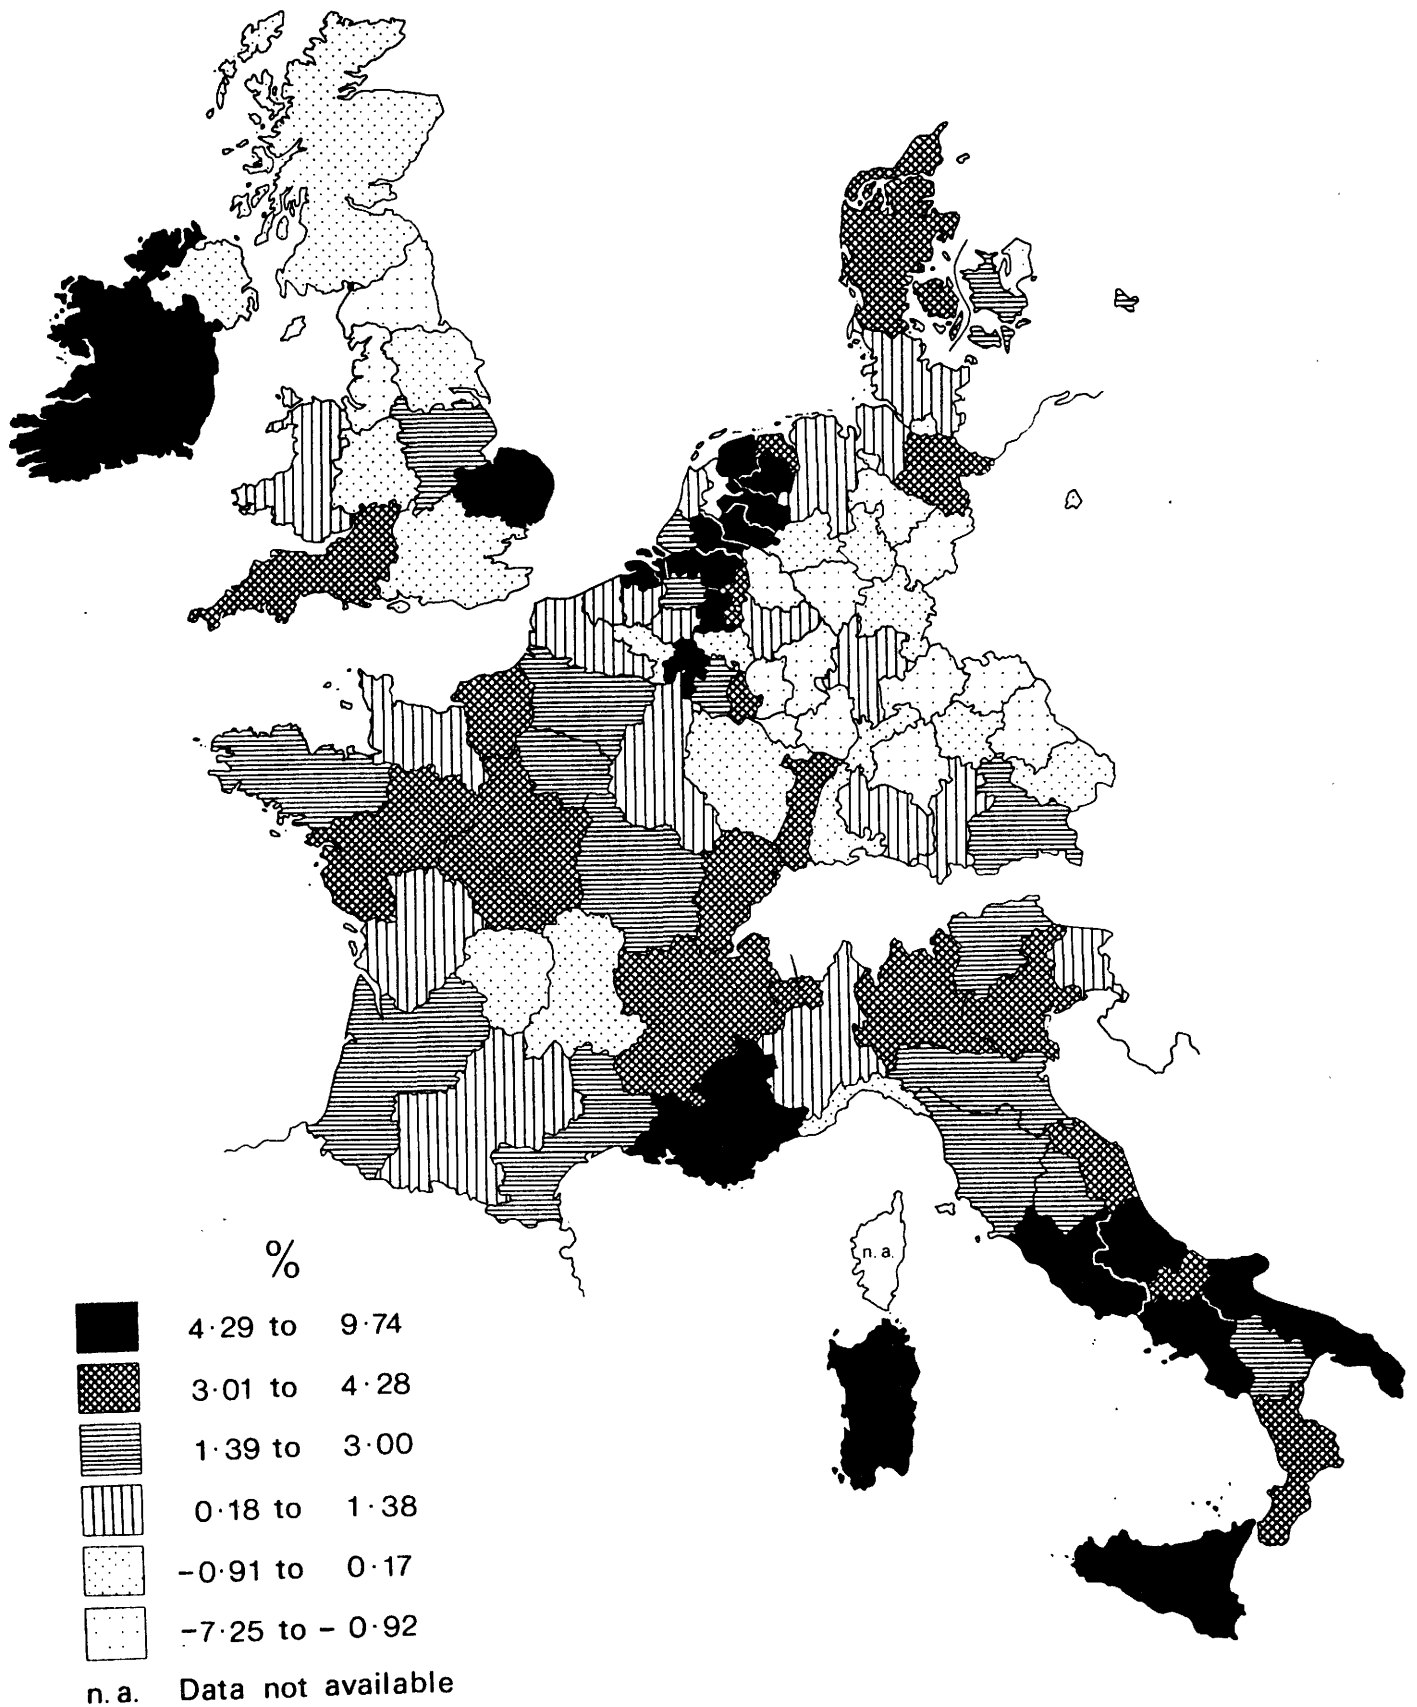 n. a.
%
4·29 to 9·74
3·01 to 4·28
1·39 to 3·00
0·18 to 1·38
-0·91 to 0·17
-7·25 to - 0·92
n. a. Data not available